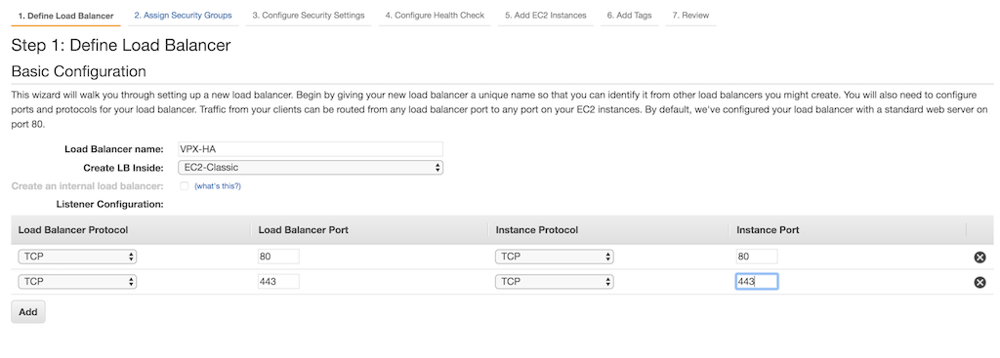 1. Define Load Balancer 2. Assign Security Groups 3. Configure Security Settings 4. Configure Health Check 5. Add EC2 Instances 6. Add Tags 7. Review
Step 1: Define Load Balancer
Basic Configuration
This wizard will walk you through setting up a new load balancer. Begin by giving your new load balancer a unique name so that you can identify it from other load balancers you might create. You will also need to configure
ports and protocols for your load balancer. Traffic from your clients can be routed from any load balancer port to any port on your EC2 instances. By default, we've configured your load balancer with a standard web server on
port 80.
Load Balancer name: VPX-HA
Create LB Inside: EC2-Classic
Create an internal load balancer: (what's this?)
Listener Configuration:
Load Balancer Protocol Load Balancer Port Instance Protocol Instance Port
TCP 80 TCP 80
TCP 443 TCP 443
Add